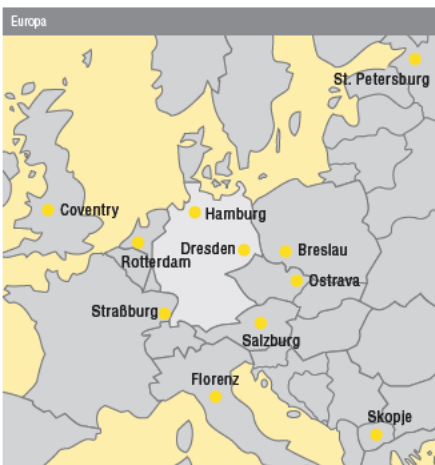 Europa
St. Petersburg
Coventry
Hamburg
Rotterdam
Dresden
Breslau
Ostrava
Straßburg
Salzburg
Florenz
Skopje